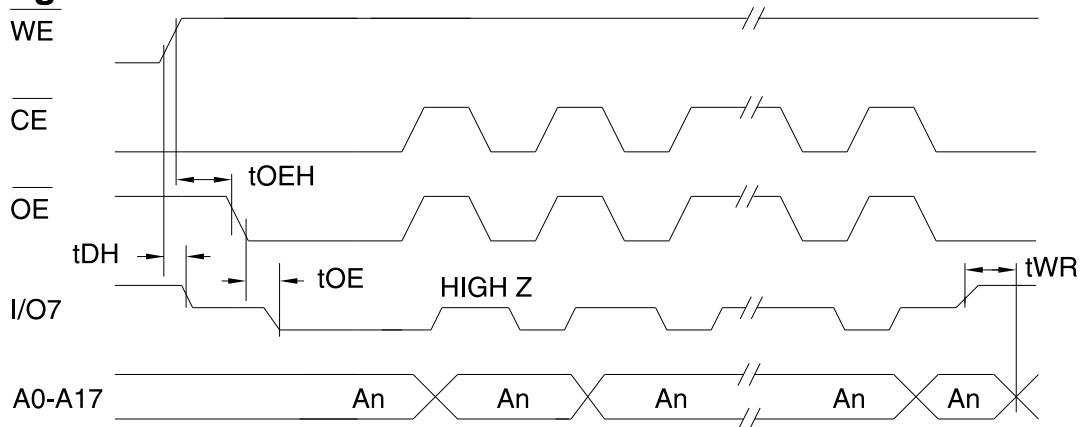 WE
CE
tOEH
OE
tDH
tOE
HIGH Z
tWR
I/O7
A0-A17 An An An An An